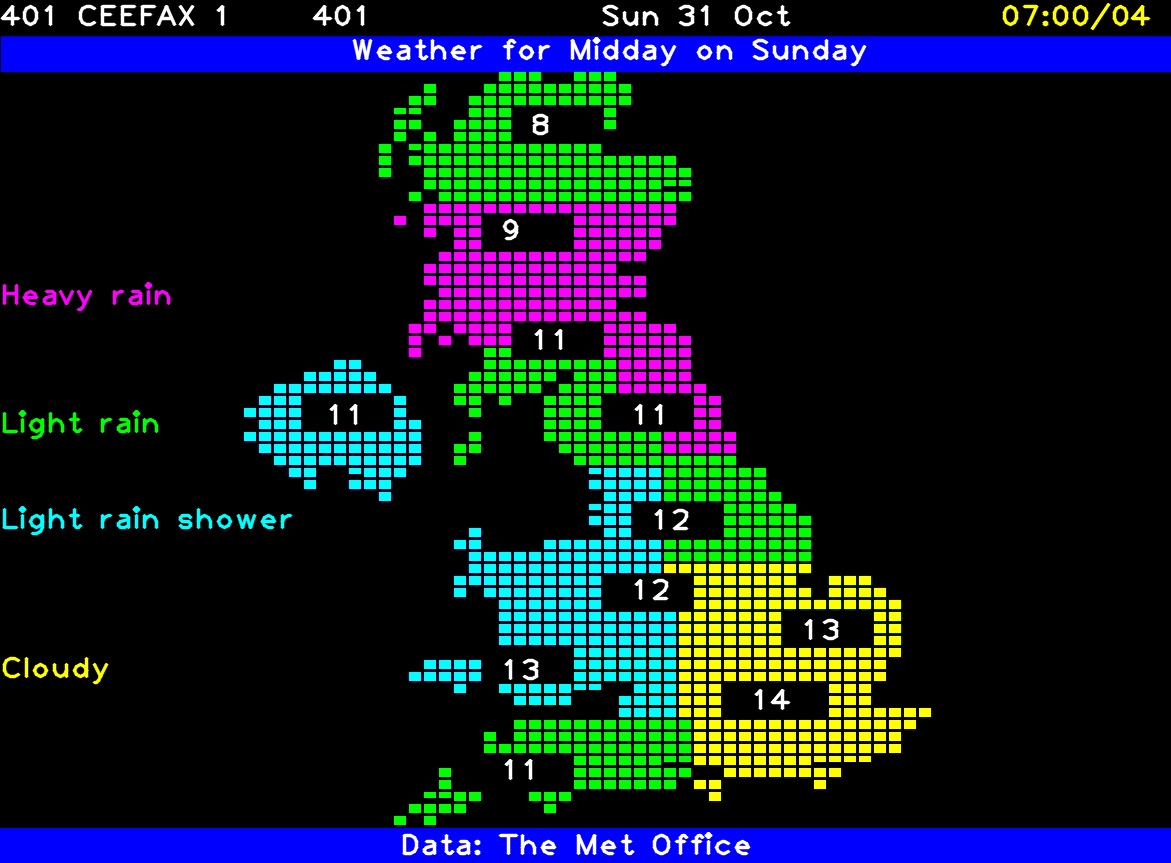 401 CEEFAX 1 401 Sun 31 Oct 07:00/04
Weather for Midday on Sunday
8
9
Heavy rain
11
11 11
Light rain
Light rain shower 12
12
13
Cloudy 13
14
11
Data: The Met Office